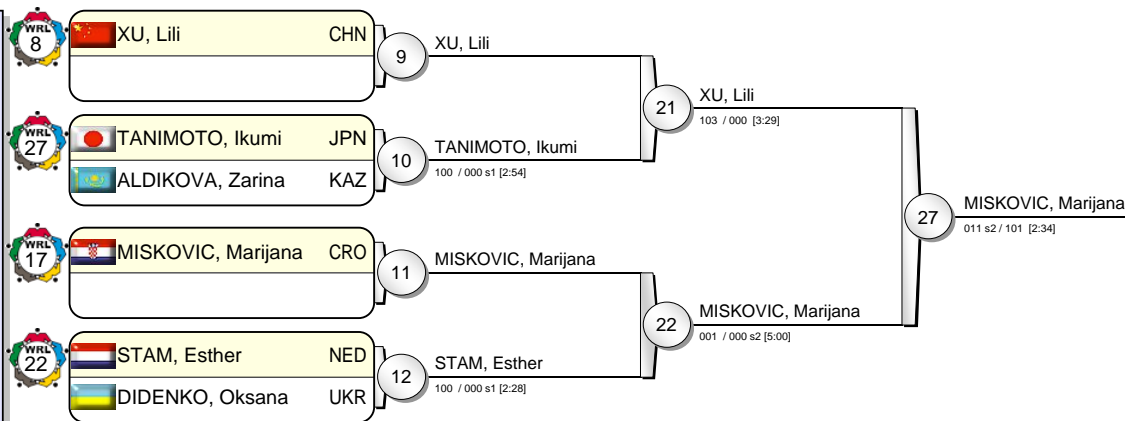 WRL
8
XU, Lili CHN
9
XU, Lili
21
XU, Lili
103 / 000 [3:29]
WRL
27
TANIMOTO, Ikumi JPN
ALDIKOVA, Zarina KAZ
10
TANIMOTO, Ikumi
100 / 000 s1 [2:54]
27
MISKOVIC, Marijana
011 s2 / 101 [2:34]
WRL
17
MISKOVIC, Marijana CRO
11
MISKOVIC, Marijana
22
MISKOVIC, Marijana
001 / 000 s2 [5:00]
WRL
22
STAM, Esther NED
DIDENKO, Oksana UKR
12
STAM, Esther
100 / 000 s1 [2:28]